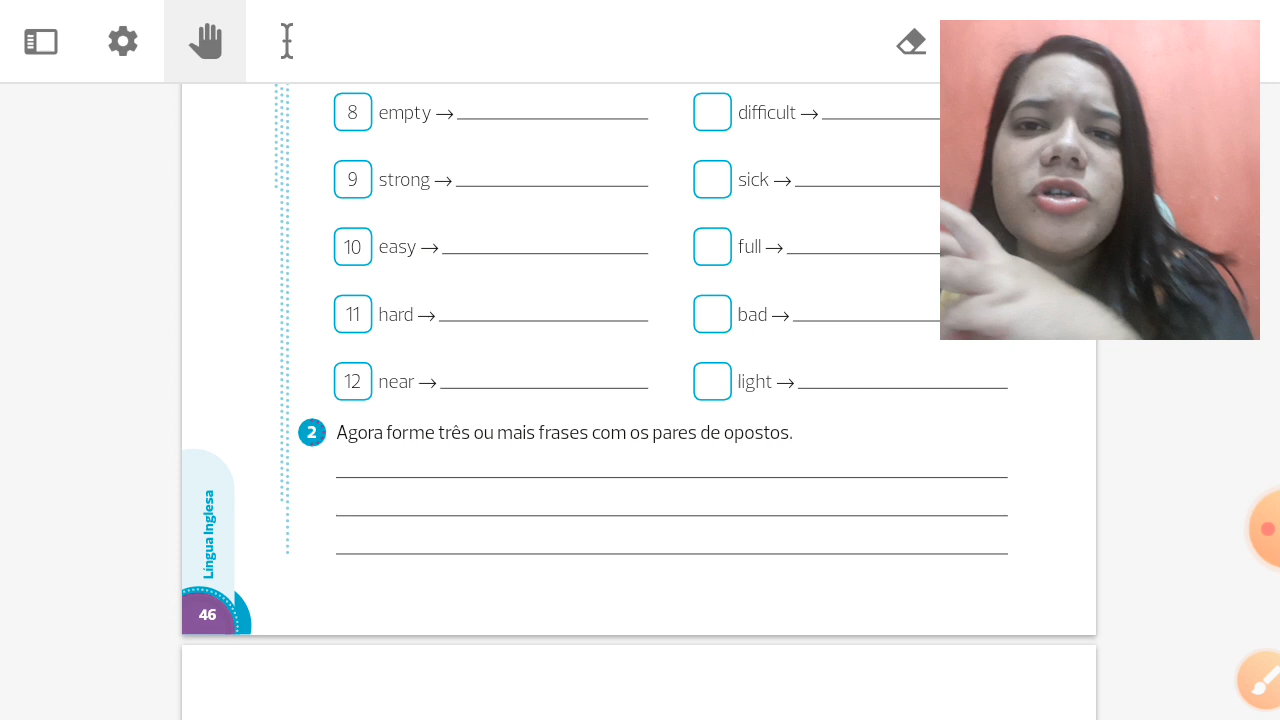 8 empty → difficult →
9 strong → sick →
10 easy → full →
11 hard → bad →
12 near → light →
2 Agora forme três ou mais frases com os pares de opostos.
Língua Inglesa
46